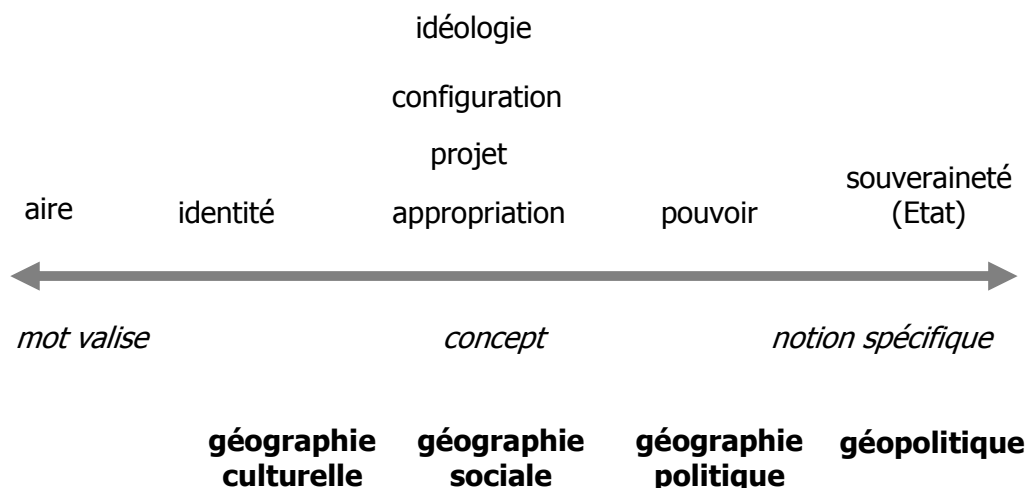 idéologie
configuration
projet
souveraineté
aire identité appropriation pouvoir (Etat)
mot valise concept notion spécifique
géographie géographie géographie géopolitique
culturelle sociale politique